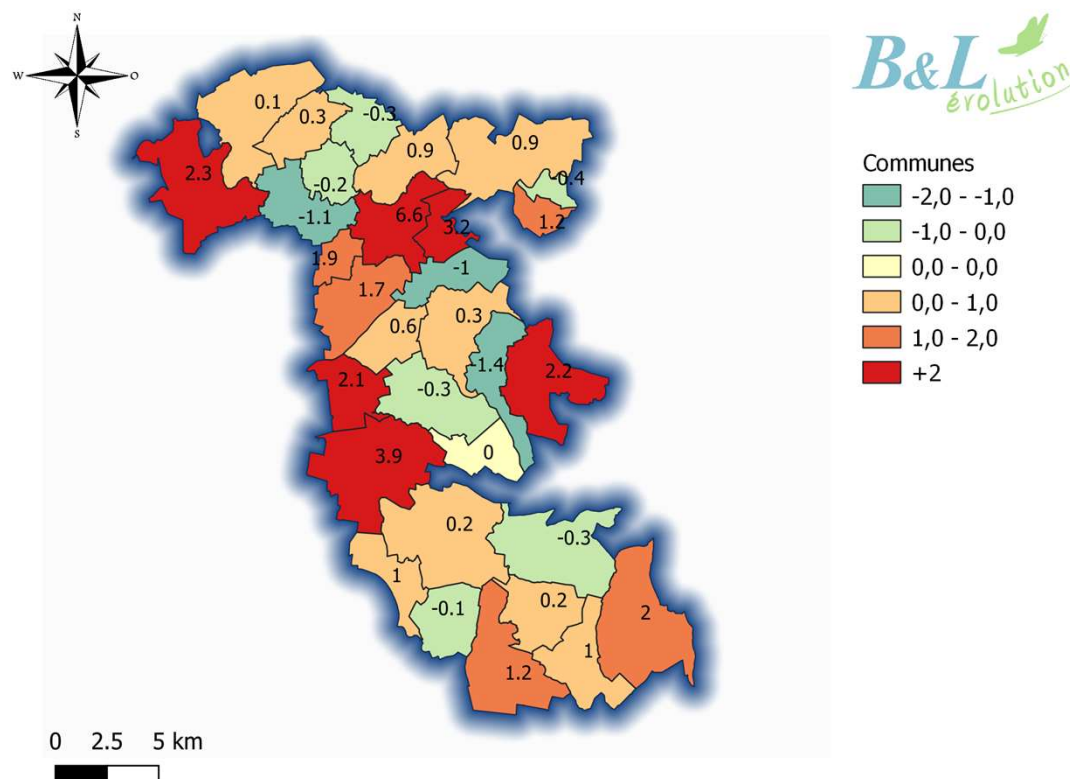 N
W
O
S
B&L
évolution
Communes
-2,0 - -1,0
-1,0 - 0,0
0,0 - 0,0
0,0 - 1,0
1,0 - 2,0
+2
0.1
0.3
-0.3
0.9
0.9
-0.4
2.3
-0.2
-1.1
6.6
3.2
1.2
1.9
1.7
-1
0.6
0.3
2.1
-0.3
-1.4
2.2
3.9
0
0.2
-0.3
1
-0.1
0.2
2
1.2
1
0 2.5 5 km